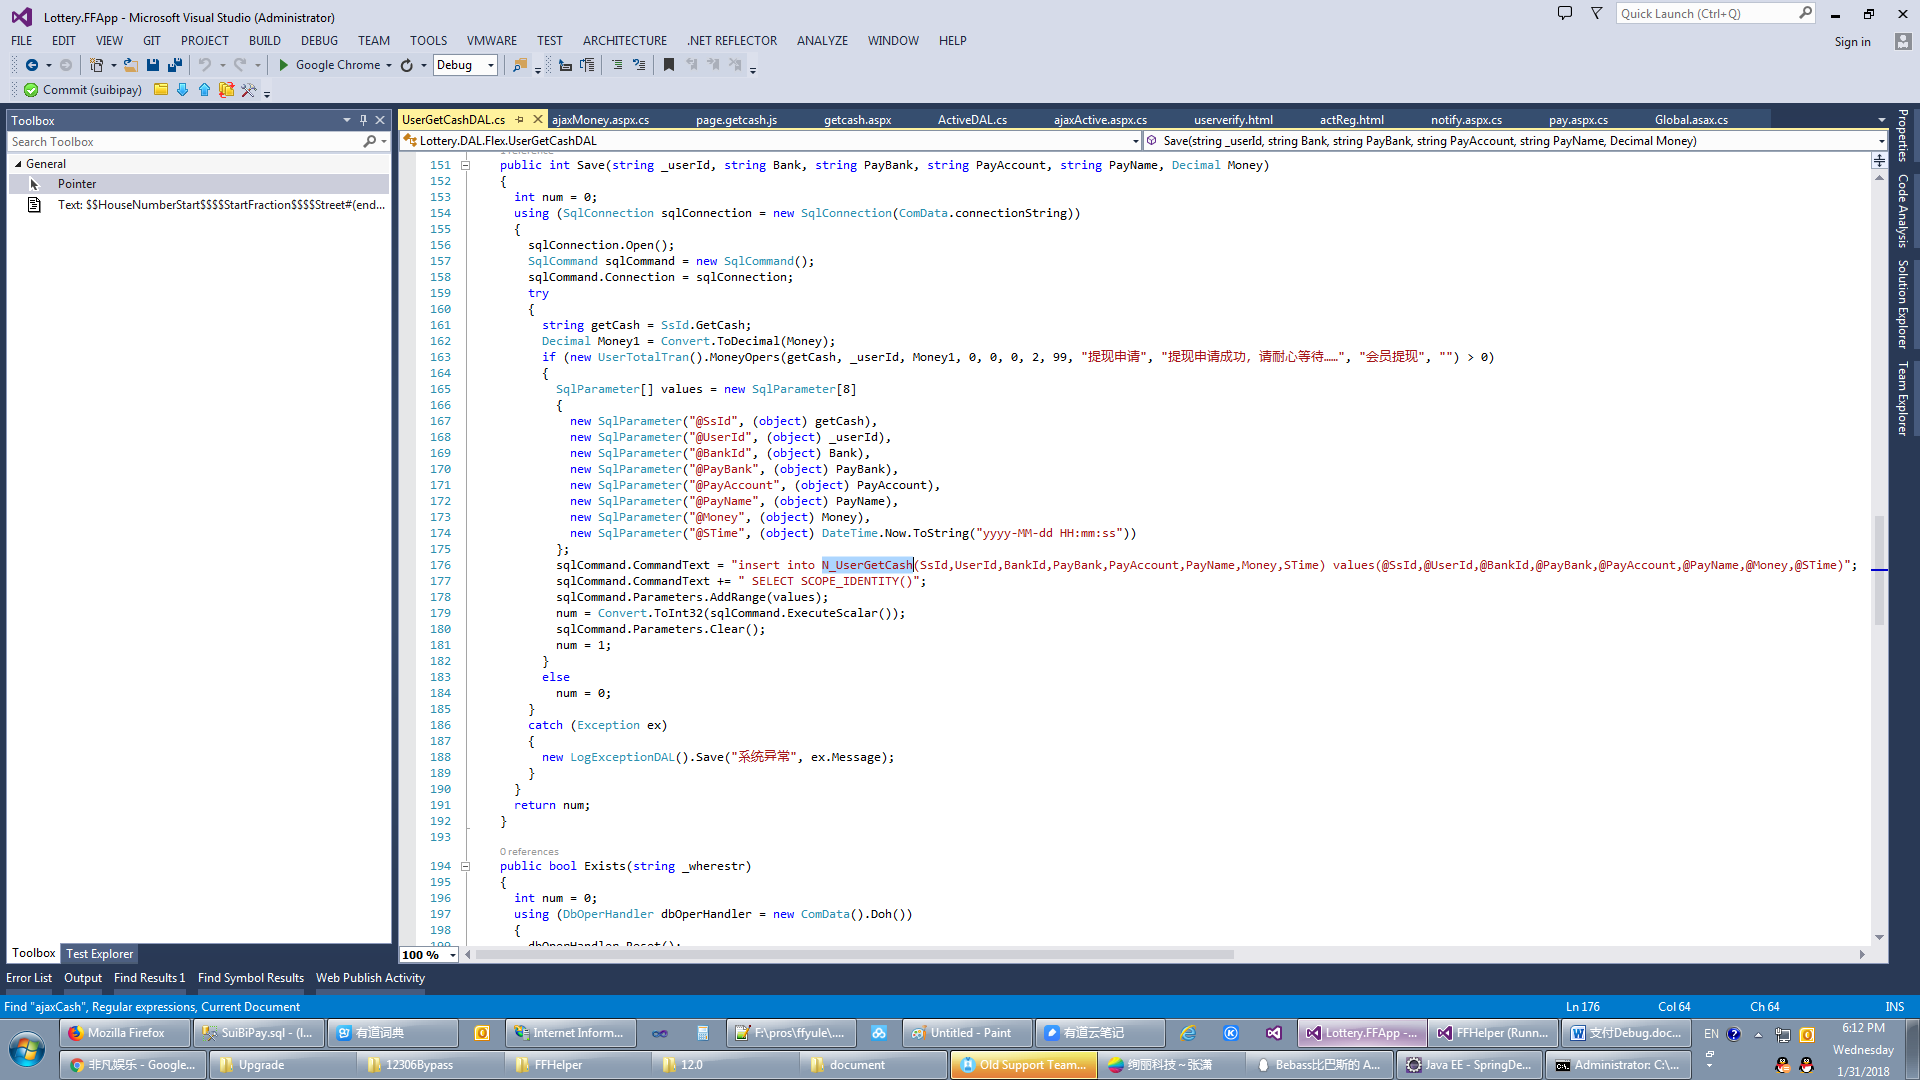 Lottery.FFApp - Microsoft Visual Studio (Administrator)
Quick Launch (Ctrl+Q)
FILE EDIT VIEW GIT PROJECT BUILD DEBUG TEAM TOOLS VMWARE TEST ARCHITECTURE .NET REFLECTOR ANALYZE WINDOW HELP
Sign in
Google Chrome Debug
Commit (suibipay)
Toolbox
Search Toolbox
General
Pointer
Text: $$HouseNumberStart$$$$StartFraction$$$$Street#(end...
UserGetCashDAL.cs ajaxMoney.aspx.cs page.getcash.js getcash.aspx ActiveDAL.cs ajaxActive.aspx.cs userverify.html actReg.html notify.aspx.cs pay.aspx.cs Global.asax.cs
Lottery.DAL.Flex.UserGetCashDAL
Save(string _userId, string Bank, string PayBank, string PayAccount, string PayName, Decimal Money)
151 public int Save(string _userId, string Bank, string PayBank, string PayAccount, string PayName, Decimal Money)
152 {
153 int num = 0;
154 using (SqlConnection sqlConnection = new SqlConnection(ComData.connectionString))
155 {
156 sqlConnection.Open();
157 SqlCommand sqlCommand = new SqlCommand();
158 sqlCommand.Connection = sqlConnection;
159 try
160 {
161 string getCash = SsId.GetCash;
162 Decimal Money1 = Convert.ToDecimal(Money);
163 if (new UserTotalTran().MoneyOpers(getCash, _userId, Money1, 0, 0, 0, 2, 99, "提现申请", "提现申请成功，请耐心等待……", "会员提现", "") > 0)
164 {
165 SqlParameter[] values = new SqlParameter[8]
166 {
167 new SqlParameter("@SsId", (object) getCash),
168 new SqlParameter("@UserId", (object) _userId),
169 new SqlParameter("@BankId", (object) Bank),
170 new SqlParameter("@PayBank", (object) PayBank),
171 new SqlParameter("@PayAccount", (object) PayAccount),
172 new SqlParameter("@PayName", (object) PayName),
173 new SqlParameter("@Money", (object) Money),
174 new SqlParameter("@STime", (object) DateTime.Now.ToString("yyyy-MM-dd HH:mm:ss"))
175 };
176 sqlCommand.CommandText = "insert into N_UserGetCash(SsId,UserId,BankId,PayBank,PayAccount,PayName,Money,STime) values(@SsId,@UserId,@BankId,@PayBank,@PayAccount,@PayName,@Money,@STime)";
177 sqlCommand.CommandText += " SELECT SCOPE_IDENTITY()";
178 sqlCommand.Parameters.AddRange(values);
179 num = Convert.ToInt32(sqlCommand.ExecuteScalar());
180 sqlCommand.Parameters.Clear();
181 num = 1;
182 }
183 else
184 num = 0;
185 }
186 catch (Exception ex)
187 {
188 new LogExceptionDAL().Save("系统异常", ex.Message);
189 }
190 }
191 return num;
192 }
193
0 references
194 public bool Exists(string _wherestr)
195 {
196 int num = 0;
197 using (DbOperHandler dbOperHandler = new ComData().Doh())
198 {
199 dbOperHandler.Reset();
100 %
Properties
Code Analysis
Solution Explorer
Team Explorer
Toolbox Test Explorer
Error List Output Find Results 1 Find Symbol Results Web Publish Activity
Find "ajaxCash", Regular expressions, Current Document
Ln 176 Col 64 Ch 64 INS
Mozilla Firefox SuiBiPay.sql - (l... 有道词典 Internet Inform... F:\pros\ffyule\.... Untitled - Paint 有道云笔记 Lottery.FFApp -... FFHelper (Runn... 支付Debug.doc... EN
6:12 PM
Wednesday
1/31/2018
非凡娱乐 - Google... Upgrade 12306Bypass FFHelper 12.0 document Old Support Team... 绚丽科技～张潇 Bebass比巴斯的 A... Java EE - SpringDe... Administrator: C:\...